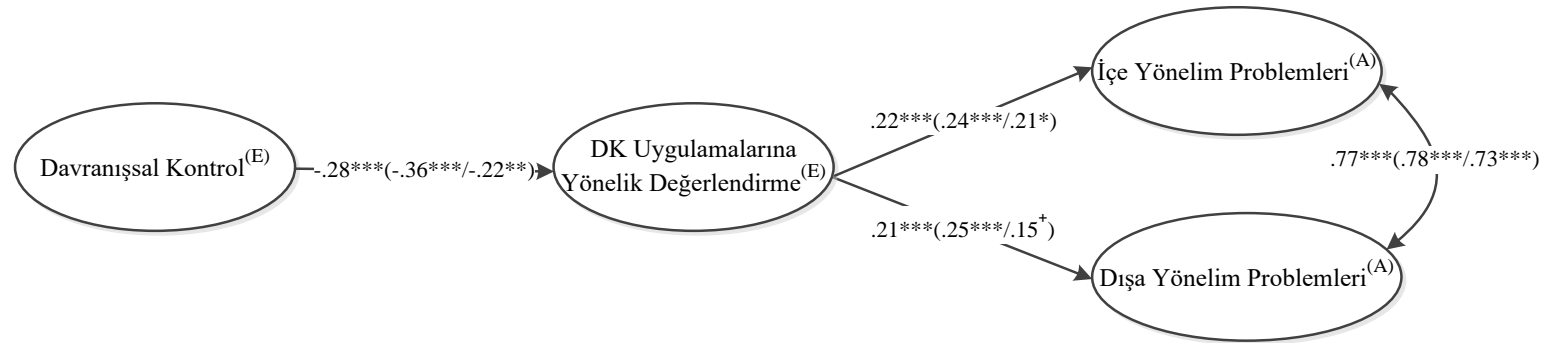 Davranışsal Kontrol(E)
-.28***(-.36***/-.22**)
DK Uygulamalarına
Yönelik Değerlendirme(E)
.22***(.24***/.21*)
.21***(.25***/.15+)
İçe Yönelim Problemleri(A)
.77***(.78***/.73***)
Dışa Yönelim Problemleri(A)